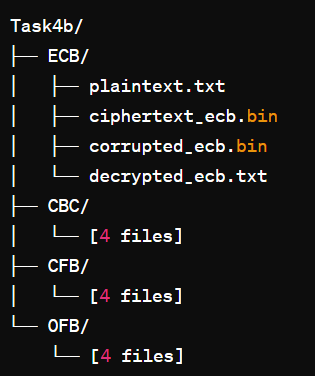 Task4b/
├── ECB/
│   ├── plaintext.txt
│   ├── ciphertext_ecb.bin
│   ├── corrupted_ecb.bin
│   └── decrypted_ecb.txt
├── CBC/
│   └── [4 files]
├── CFB/
│   └── [4 files]
└── OFB/
    └── [4 files]